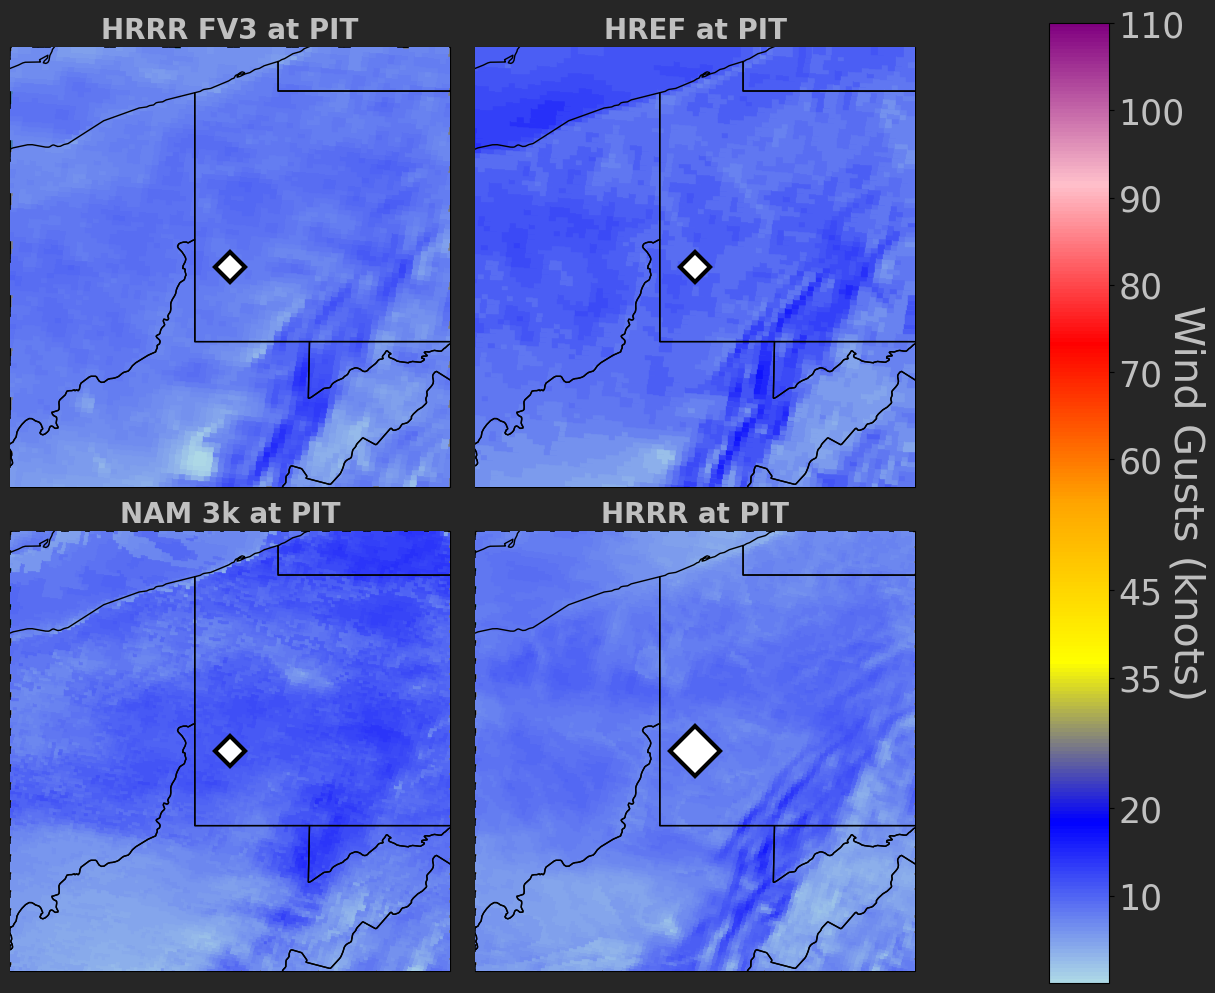 HRRR FV3 at PIT
HREF at PIT
NAM 3k at PIT
HRRR at PIT
110
100
90
80
70
60
45
35
20
10
Wind Gusts (knots)